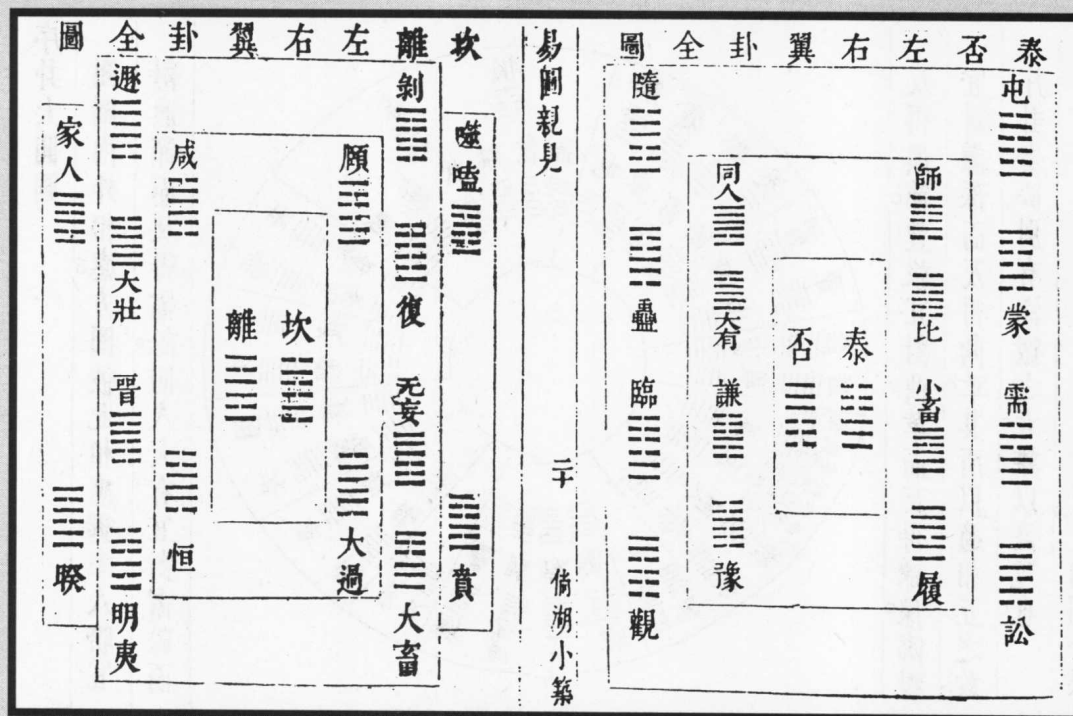 泰否左右翼卦全圖
屯
蒙
需
訟
師
比
小畜
履
泰
否
同人
大有
謙
豫
隨
蠱
臨
觀
易圖親見
二十
倘湖小築
坎離左右翼卦全圖
噬嗑
賁
剝
復
无妄
大畜
頤
大過
坎
離
咸
恒
遯
大壯
晉
明夷
家人
睽